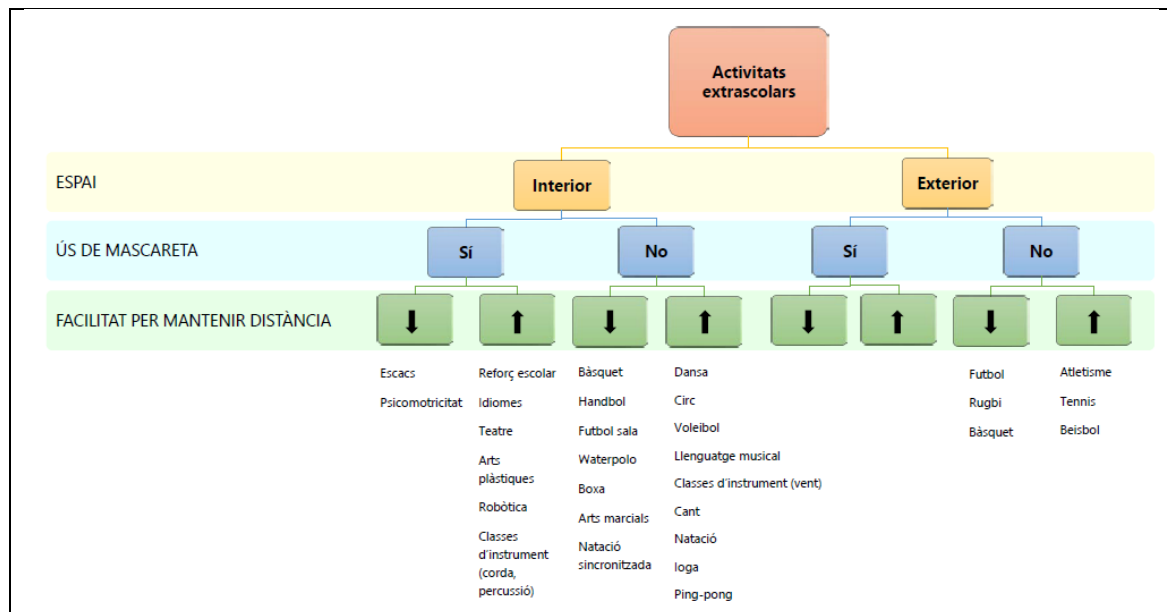 Activitats
extrascolars
ESPAI
Interior
Exterior
ÚS DE MASCARETA
Sí
No
Sí
No
FACILITAT PER MANTENIR DISTÀNCIA
Escacs
Psicomotricitat
Reforç escolar
Idiomes
Teatre
Arts
plàstiques
Robòtica
Classes
d´instrument
(corda,
percussió)
Bàsquet
Handbol
Futbol sala
Waterpolo
Boxa
Arts marcials
Natació
sincronitzada
Dansa
Circ
Voleibol
Llenguatge musical
Classes d´instrument (vent)
Cant
Natació
Ioga
Ping-pong
Futbol
Rugbi
Bàsquet
Atletisme
Tennis
Beisbol